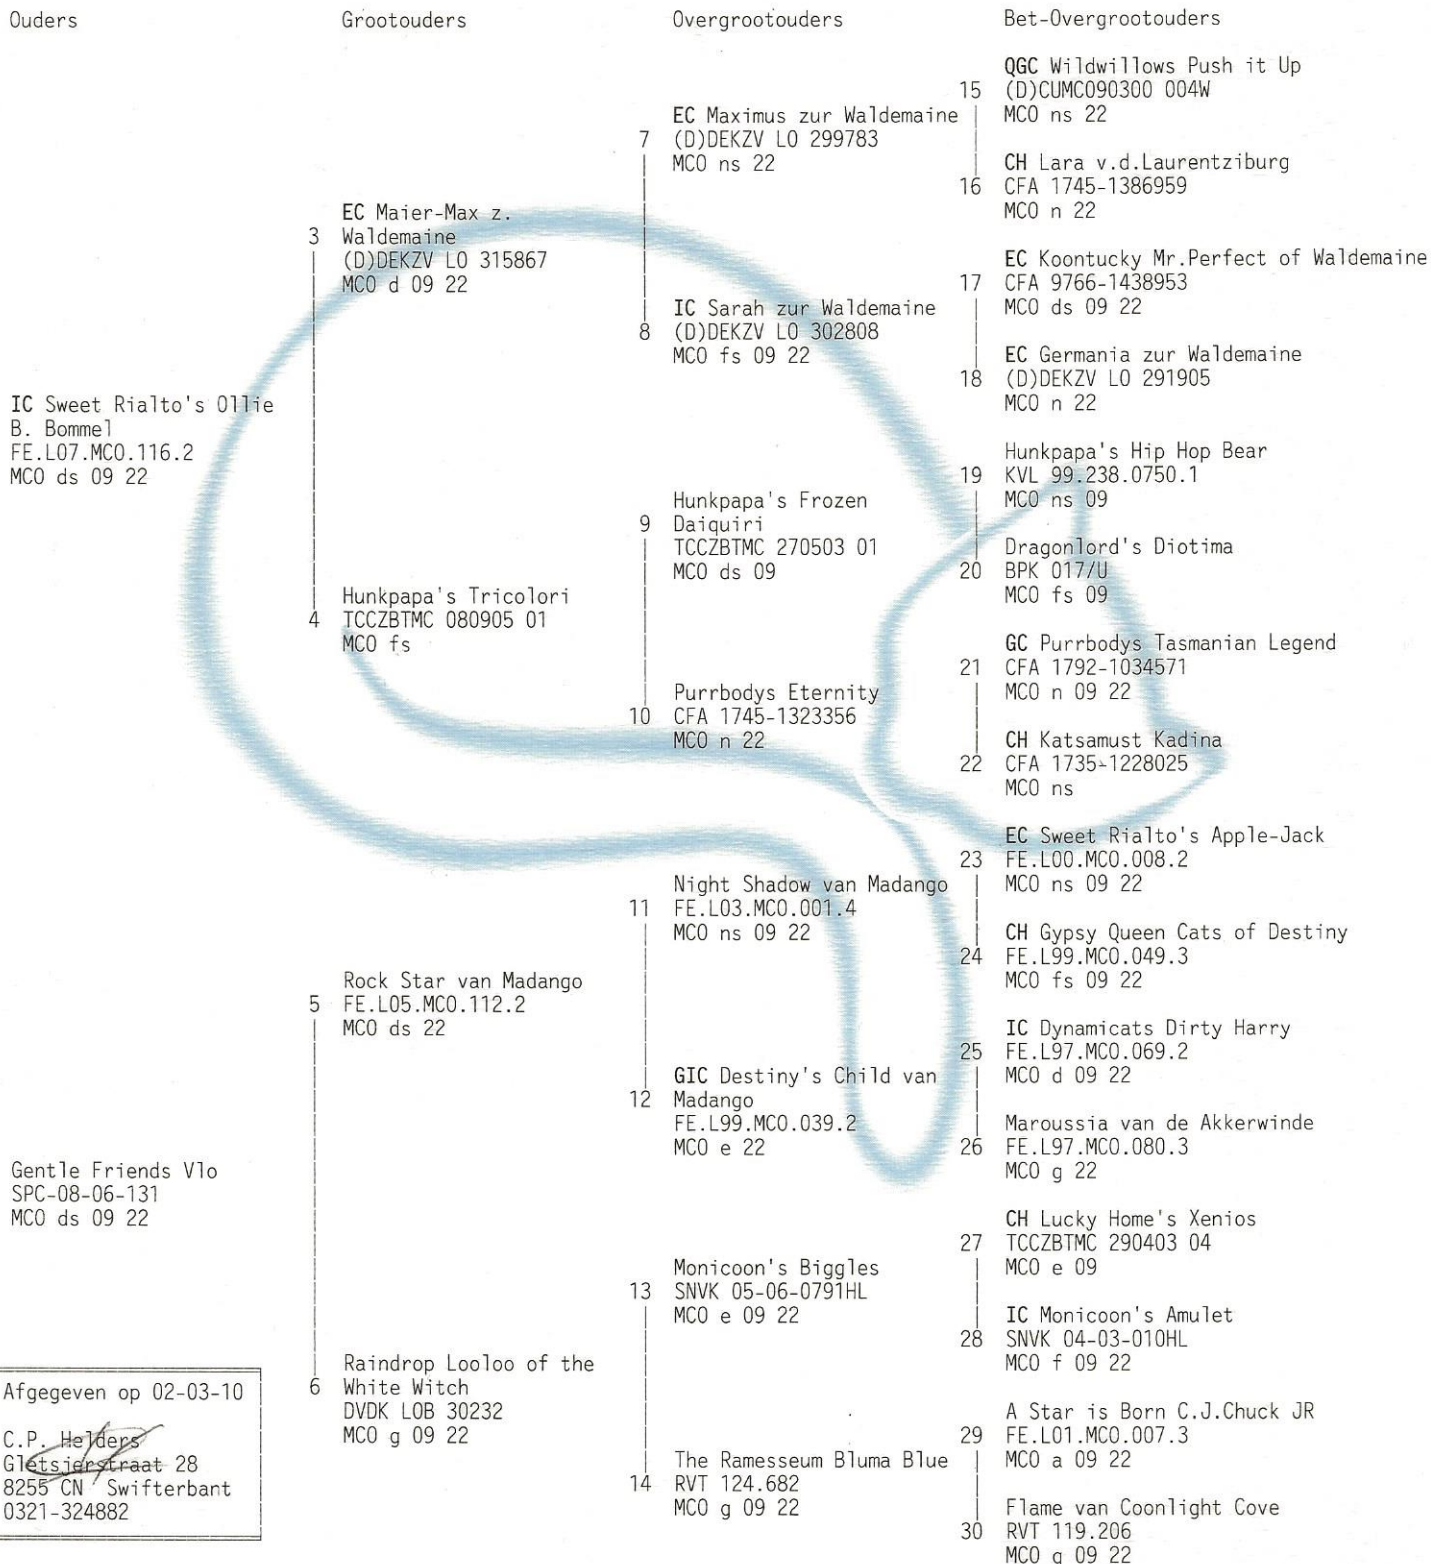 Ouders
Grootouders
Overgrootouders
Bet-Overgrootouders
IC Sweet Rialto's Ollie
B. Bommel
FE.L07.MCO.116.2
MCO ds 09 22
Gentle Friends Vlo
SPC-08-06-131
MCO ds 09 22
3
EC Maier-Max z.
Waldemaine
(D)DEKZV LO 315867
MCO d 09 22
4
Hunkpapa's Tricolori
TCCZBTMC 080905 01
MCO fs
5
Rock Star van Madango
FE.L05.MCO.112.2
MCO ds 22
6
Raindrop Looloo of the
White Witch
DVDK LOB 30232
MCO g 09 22
7
EC Maximus zur Waldemaine
(D)DEKZV LO 299783
MCO ns 22
8
IC Sarah zur Waldemaine
(D)DEKZV LO 302808
MCO fs 09 22
9
Hunkpapa's Frozen
Daiquiri
TCCZBTMC 270503 01
MCO ds 09
10
Purrbodys Eternity
CFA 1745-1323356
MCO n 22
11
Night Shadow van Madango
FE.L03.MCO.001.4
MCO ns 09 22
12
GIC Destiny's Child van
Madango
FE.L99.MCO.039.2
MCO e 22
13
Monicoon's Biggles
SNVK 05-06-0791HL
MCO e 09 22
14
The Ramesseum Bluma Blue
RVT 124.682
MCO g 09 22
15
QGC Wildwillows Push it Up
(D)CUMC090300 004W
MCO ns 22
16
CH Lara v.d.Laurentziburg
CFA 1745-1386959
MCO n 22
17
EC Koontucky Mr.Perfect of Waldemaine
CFA 9766-1438953
MCO ds 09 22
18
EC Germania zur Waldemaine
(D)DEKZV LO 291905
MCO n 22
19
Hunkpapa's Hip Hop Bear
KVL 99.238.0750.1
MCO ns 09
20
Dragonlord's Diotima
BPK 017/U
MCO fs 09
21
GC Purrbodys Tasmanian Legend
CFA 1792-1034571
MCO n 09 22
22
CH Katsamust Kadina
CFA 1735-1228025
MCO ns
23
EC Sweet Rialto's Apple-Jack
FE.L00.MCO.008.2
MCO ns 09 22
24
CH Gypsy Queen Cats of Destiny
FE.L99.MCO.049.3
MCO fs 09 22
25
IC Dynamicats Dirty Harry
FE.L97.MCO.069.2
MCO d 09 22
26
Maroussia van de Akkerwinde
FE.L97.MCO.080.3
MCO g 22
27
CH Lucky Home's Xenios
TCCZBTMC 290403 04
MCO e 09
28
IC Monicoon's Amulet
SNVK 04-03-010HL
MCO f 09 22
29
A Star is Born C.J.Chuck JR
FE.L01.MCO.007.3
MCO a 09 22
30
Flame van Coonlight Cove
RVT 119.206
MCO g 09 22
Afgegeven op 02-03-10
C.P. Helders
Gletsjerstraat 28
8255 CN Swifterbant
0321-324882